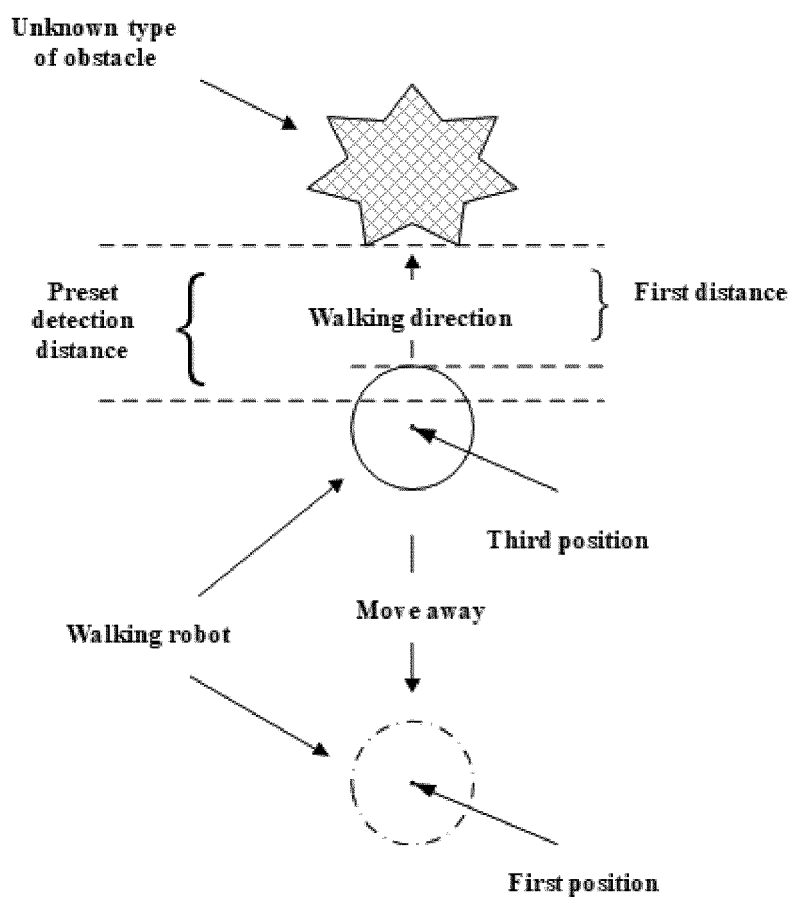 Unknown type
of obstacle
Preset
detection
distance
Walking direction
First distance
Third position
Move away
Walking robot
First position